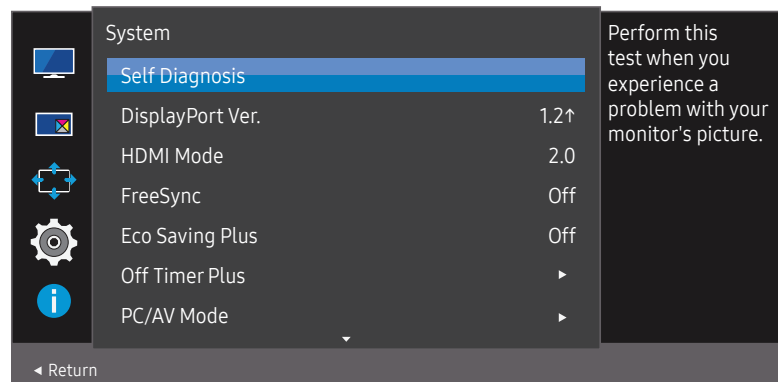 System
Self Diagnosis
DisplayPort Ver. 1.2↑
HDMI Mode 2.0
FreeSync Off
Eco Saving Plus Off
Off Timer Plus ►
PC/AV Mode ►
Perform this
test when you
experience a
problem with your
monitor's picture.
◄ Return